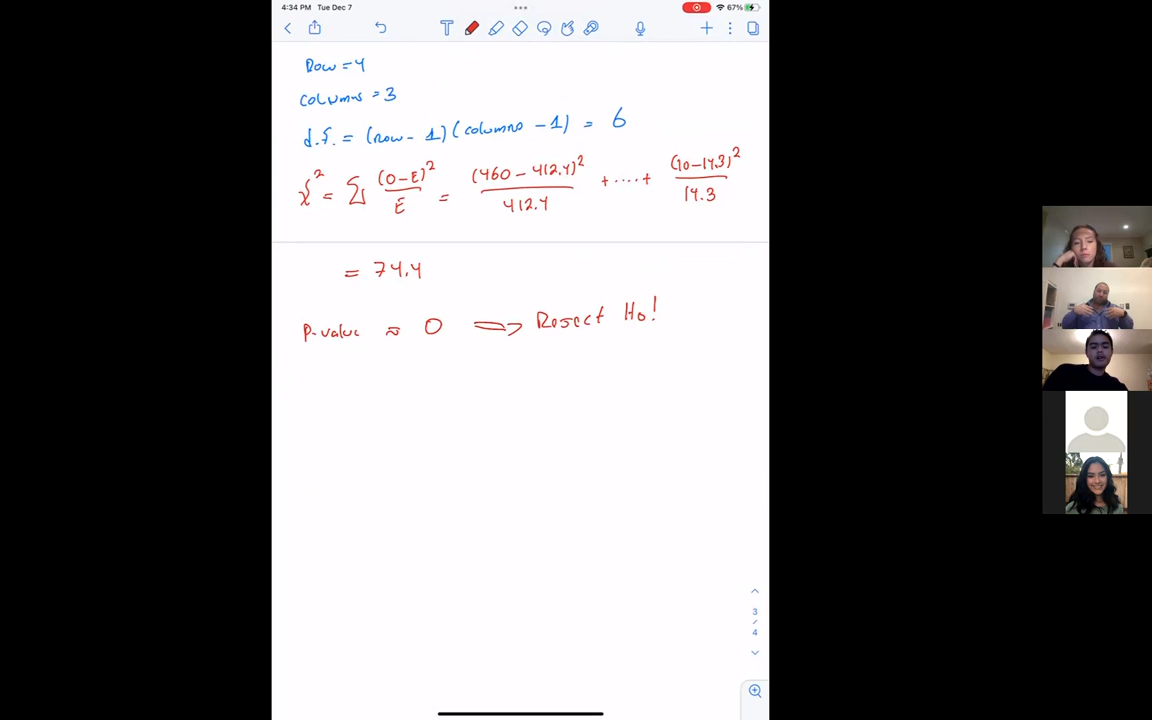 4:34 PM Tue Dec 7
67%
T
Row = 4
Columns = 3
d.f. = (row - 1)(columns - 1) = 6
χ² = Σ (O-E)²/E = (460 - 412.4)²/412.4 + ..... + (10-14.3)²/14.3
= 74.4
P-value ≈ 0 ⟹ Reject Ho!
3
/
4